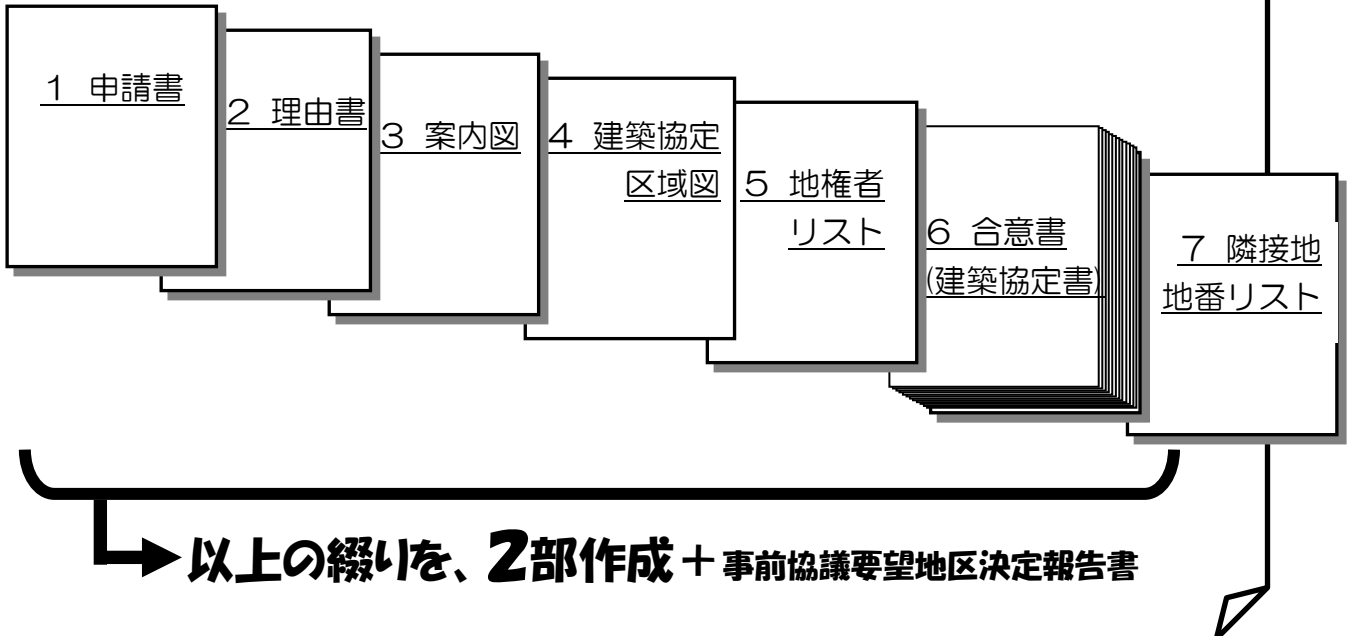 １ 申請書
２ 理由書
３ 案内図
４ 建築協定
区域図
５ 地権者
リスト
６ 合意書
(建築協定書)
７ 隣接地
地番リスト
以上の綴りを、2部作成＋事前協議要望地区決定報告書